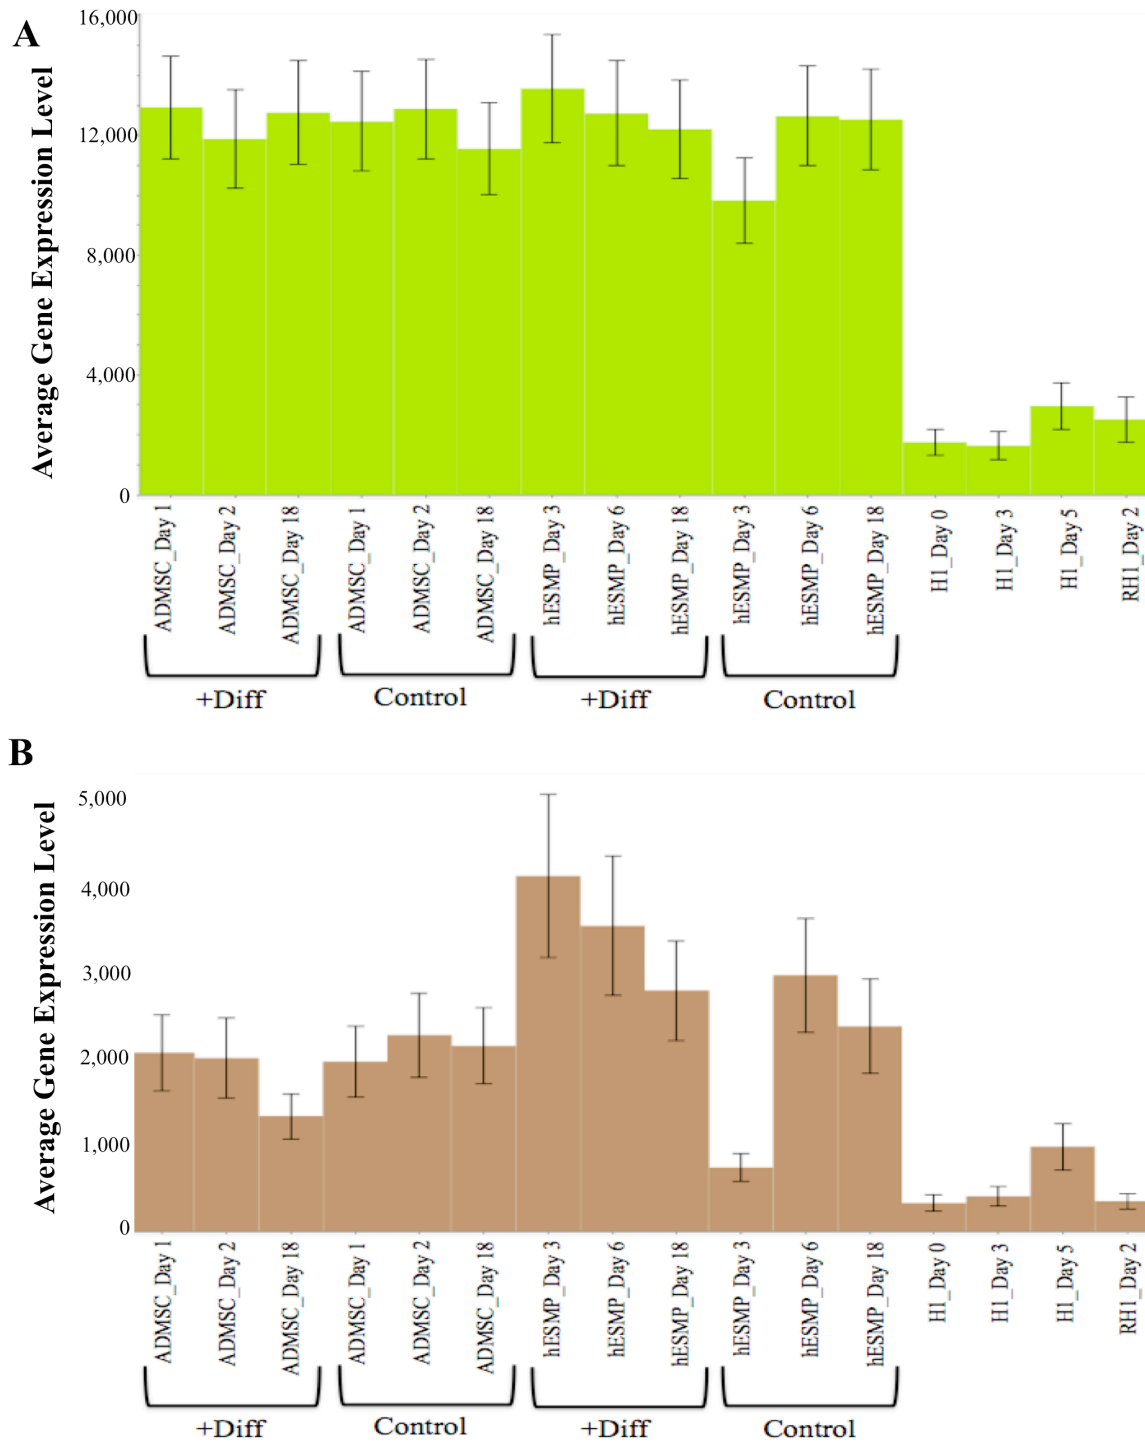 A
Average Gene Expression Level
16,000
12,000
8,000
4,000
0
ADMSC_Day 1
ADMSC_Day 2
ADMSC_Day 18
ADMSC_Day 1
ADMSC_Day 2
ADMSC_Day 18
hESMP_Day 3
hESMP_Day 6
hESMP_Day 18
hESMP_Day 3
hESMP_Day 6
hESMP_Day 18
H1_Day 0
H1_Day 3
H1_Day 5
RH1_Day 2
+Diff
Control
+Diff
Control
B
Average Gene Expression Level
5,000
4,000
3,000
2,000
1,000
0
ADMSC_Day 1
ADMSC_Day 2
ADMSC_Day 18
ADMSC_Day 1
ADMSC_Day 2
ADMSC_Day 18
hESMP_Day 3
hESMP_Day 6
hESMP_Day 18
hESMP_Day 3
hESMP_Day 6
hESMP_Day 18
H1_Day 0
H1_Day 3
H1_Day 5
RH1_Day 2
+Diff
Control
+Diff
Control